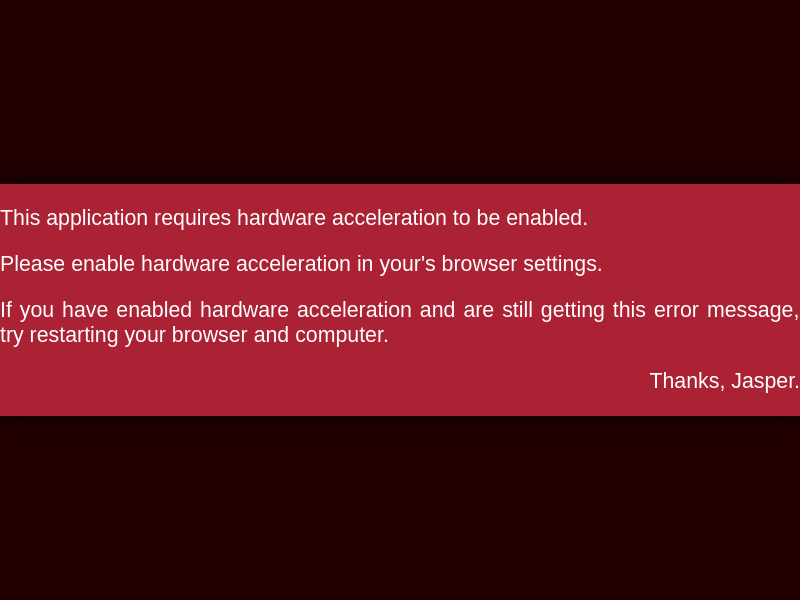 This application requires hardware acceleration to be enabled.
Please enable hardware acceleration in your's browser settings.
If you have enabled hardware acceleration and are still getting this error message,
try restarting your browser and computer.
Thanks, Jasper.